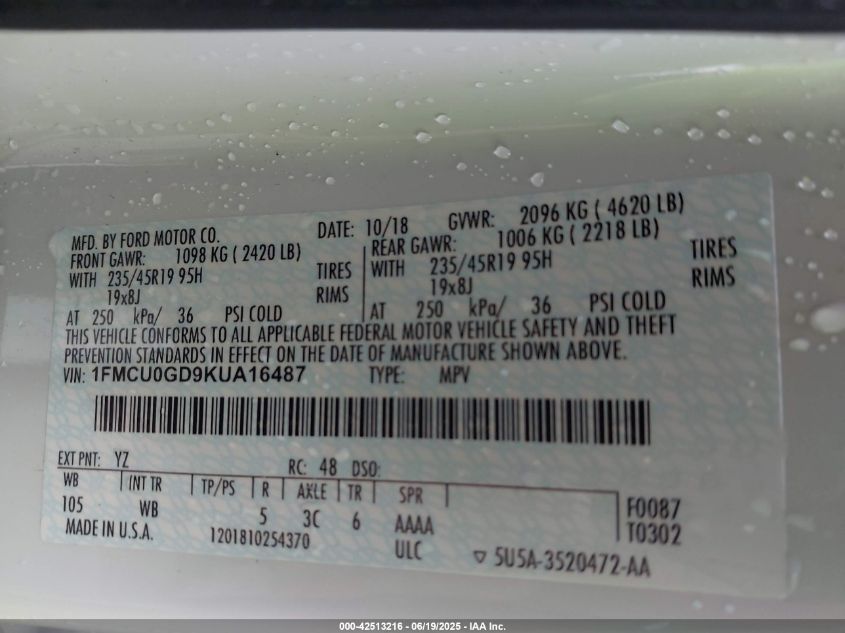 MFD. BY FORD MOTOR CO.
DATE: 10/18 GVWR: 2096 KG ( 4620 LB)
FRONT GAWR: 1098 KG ( 2420 LB)
WITH 235/45R19 95H TIRES
19x8J RIMS
AT 250 kPa/ 36 PSI COLD
REAR GAWR: 1006 KG ( 2218 LB)
WITH 235/45R19 95H TIRES
19x8J RIMS
AT 250 kPa/ 36 PSI COLD
THIS VEHICLE CONFORMS TO ALL APPLICABLE FEDERAL MOTOR VEHICLE SAFETY AND THEFT
PREVENTION STANDARDS IN EFFECT ON THE DATE OF MANUFACTURE SHOWN ABOVE.
VIN: 1FMCU0GD9KUA16487 TYPE: MPV
EXT PNT: YZ RC: 48 DSO:
WB INT TR TP/PS R AXLE TR SPR
105 WB 5 3C 6 AAAA F0087
MADE IN U.S.A. 1201810254370 ULC T0302
▽ 5U5A-3520472-AA
000-42513216 - 06/19/2025 - IAA Inc.